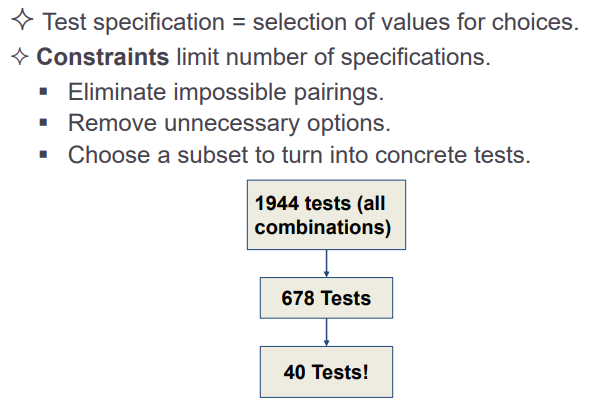 ✧ Test specification = selection of values for choices.
✧ Constraints limit number of specifications.
▪ Eliminate impossible pairings.
▪ Remove unnecessary options.
▪ Choose a subset to turn into concrete tests.
1944 tests (all
combinations)
678 Tests
40 Tests!